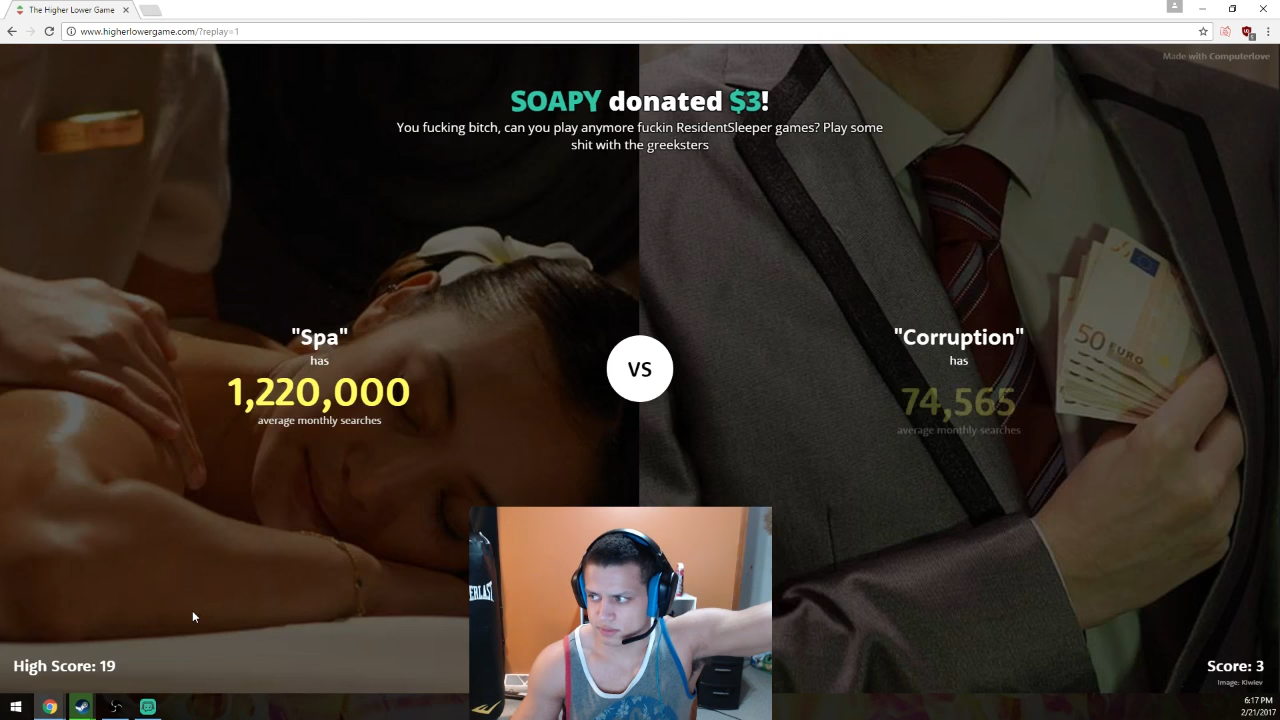 The Higher Lower Game
www.higherlowergame.com/?replay=1
Made with Computerlove
SOAPY donated $3!
You fucking bitch, can you play anymore fuckin ResidentSleeper games? Play some
shit with the greeksters
"Spa"
has
1,220,000
average monthly searches
VS
"Corruption"
has
74,565
average monthly searches
50 EURO
ERLAST
High Score: 19
Score: 3
Image: Kiwiev
6:17 PM
2/21/2017